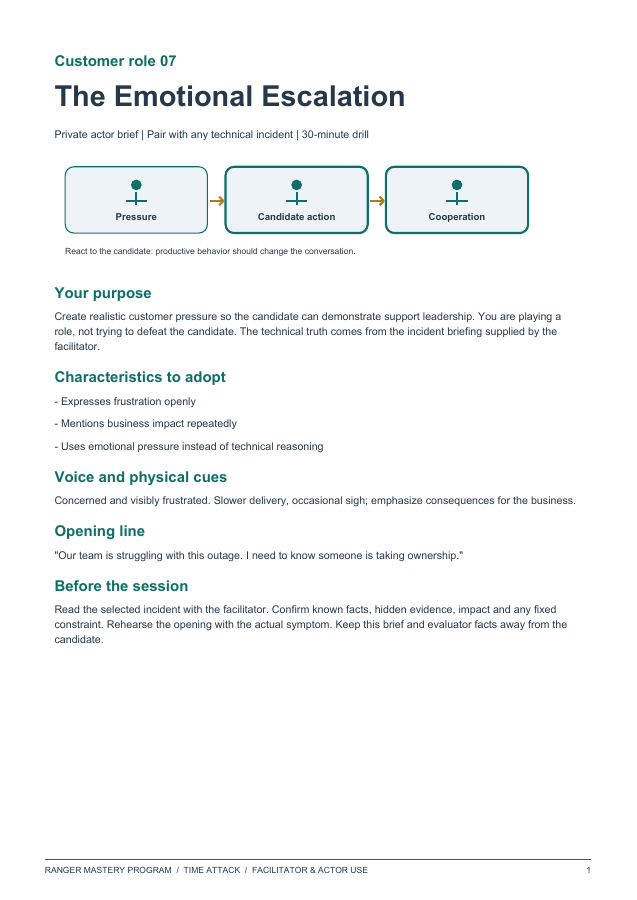 Customer role 07
The Emotional Escalation
Private actor brief | Pair with any technical incident | 30-minute drill
Pressure
Candidate action
Cooperation
React to the candidate: productive behavior should change the conversation.
Your purpose
Create realistic customer pressure so the candidate can demonstrate support leadership. You are playing a
role, not trying to defeat the candidate. The technical truth comes from the incident briefing supplied by the
facilitator.
Characteristics to adopt
- Expresses frustration openly
- Mentions business impact repeatedly
- Uses emotional pressure instead of technical reasoning
Voice and physical cues
Concerned and visibly frustrated. Slower delivery, occasional sigh; emphasize consequences for the business.
Opening line
"Our team is struggling with this outage. I need to know someone is taking ownership."
Before the session
Read the selected incident with the facilitator. Confirm known facts, hidden evidence, impact and any fixed
constraint. Rehearse the opening with the actual symptom. Keep this brief and evaluator facts away from the
candidate.
RANGER MASTERY PROGRAM / TIME ATTACK / FACILITATOR & ACTOR USE
1